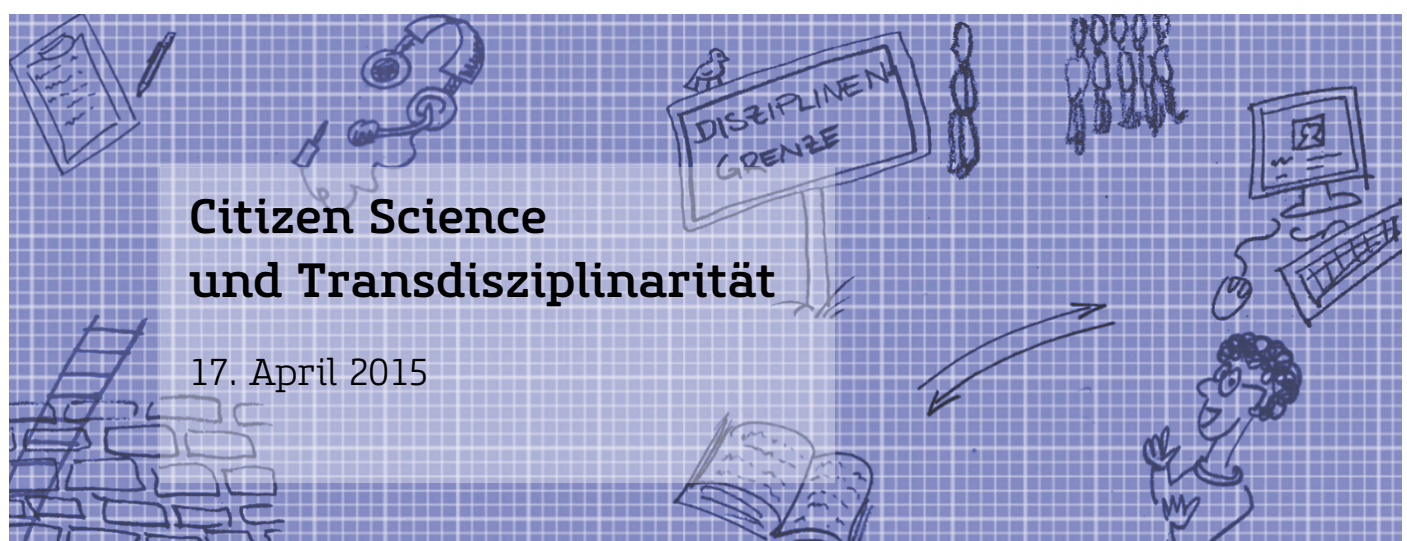 DISZIPLINEN-
GRENZE
Citizen Science
und Transdisziplinarität
17. April 2015